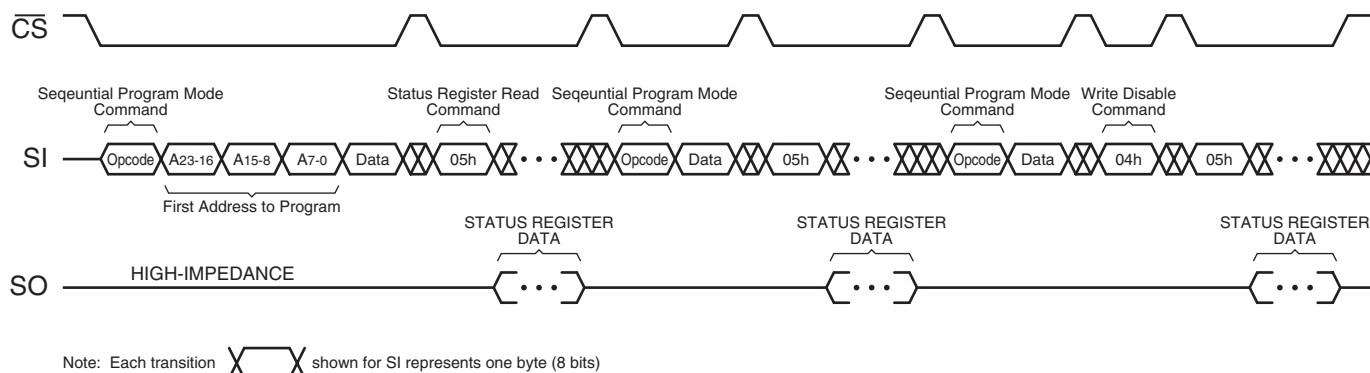 CS
Seqeuntial Program Mode
Command
Status Register Read
Command
Seqeuntial Program Mode
Command
Seqeuntial Program Mode
Command
Write Disable
Command
SI
Opcode A23-16 A15-8 A7-0 Data 05h Opcode Data 05h Opcode Data 04h 05h
First Address to Program
STATUS REGISTER
DATA
STATUS REGISTER
DATA
STATUS REGISTER
DATA
SO
HIGH-IMPEDANCE
Note: Each transition shown for SI represents one byte (8 bits)